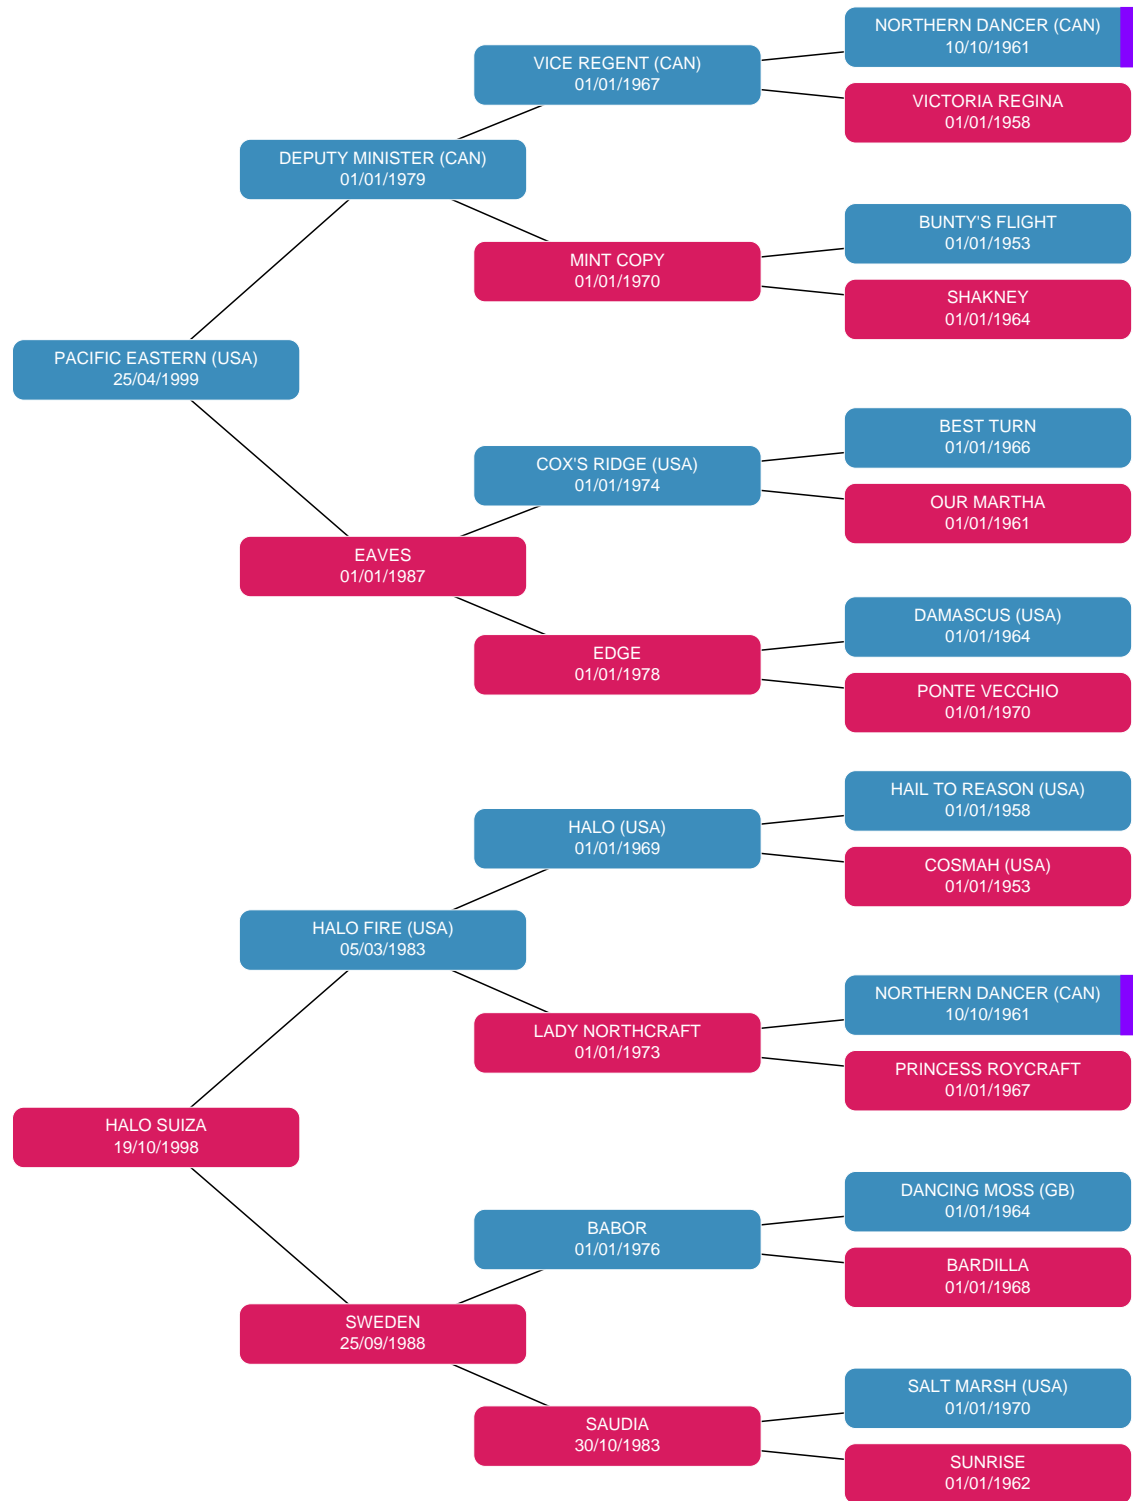 NORTHERN DANCER (CAN)
10/10/1961
VICE REGENT (CAN)
01/01/1967
VICTORIA REGINA
01/01/1958
DEPUTY MINISTER (CAN)
01/01/1979
BUNTY'S FLIGHT
01/01/1953
MINT COPY
01/01/1970
SHAKNEY
01/01/1964
PACIFIC EASTERN (USA)
25/04/1999
BEST TURN
01/01/1966
COX'S RIDGE (USA)
01/01/1974
OUR MARTHA
01/01/1961
EAVES
01/01/1987
DAMASCUS (USA)
01/01/1964
EDGE
01/01/1978
PONTE VECCHIO
01/01/1970
HAIL TO REASON (USA)
01/01/1958
HALO (USA)
01/01/1969
COSMAH (USA)
01/01/1953
HALO FIRE (USA)
05/03/1983
NORTHERN DANCER (CAN)
10/10/1961
LADY NORTHCRAFT
01/01/1973
PRINCESS ROYCRAFT
01/01/1967
HALO SUIZA
19/10/1998
DANCING MOSS (GB)
01/01/1964
BABOR
01/01/1976
BARDILLA
01/01/1968
SWEDEN
25/09/1988
SALT MARSH (USA)
01/01/1970
SAUDIA
30/10/1983
SUNRISE
01/01/1962